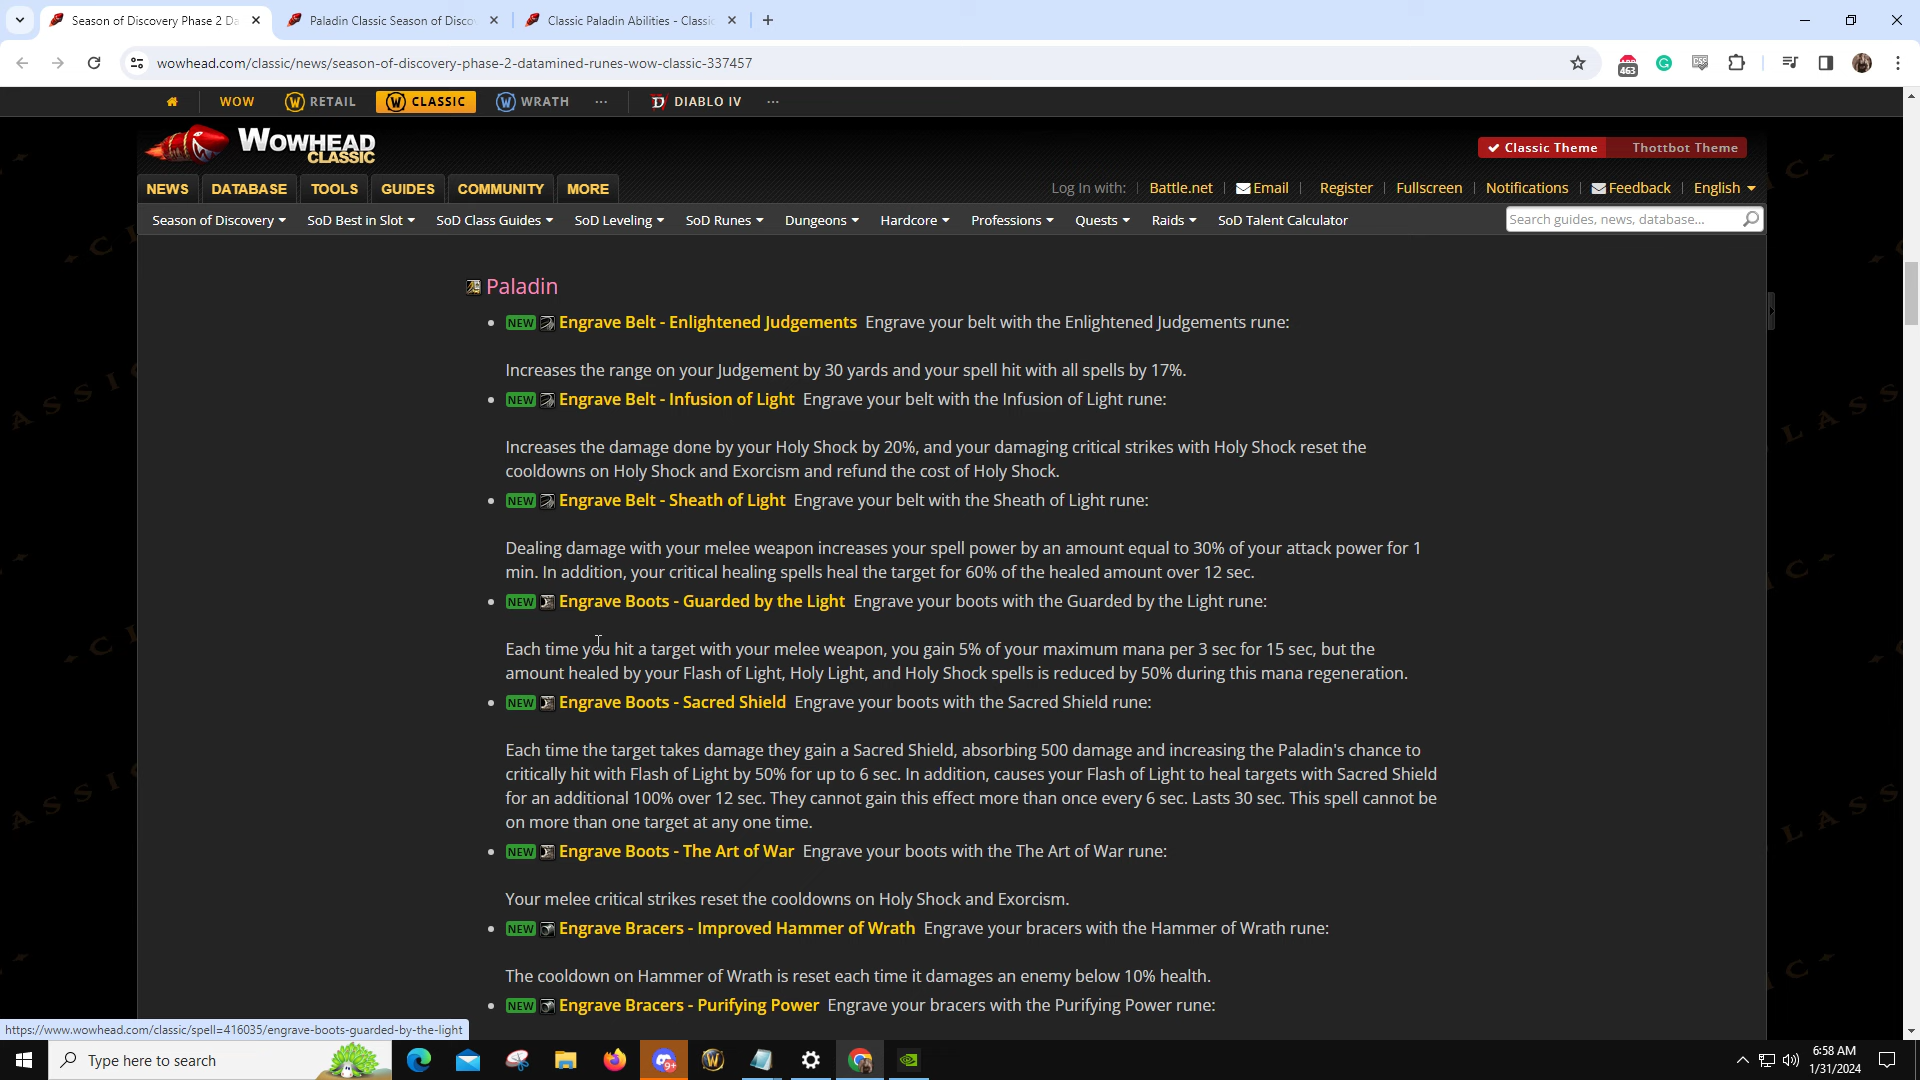 Season of Discovery Phase 2 Da
Paladin Classic Season of Disco
Classic Paladin Abilities - Classic
wowhead.com/classic/news/season-of-discovery-phase-2-datamined-runes-wow-classic-337457
463
CSS
WOW
RETAIL
CLASSIC
WRATH
DIABLO IV
WOWHEAD
CLASSIC
Classic Theme
Thottbot Theme
NEWS DATABASE TOOLS GUIDES COMMUNITY MORE
Log In with: Battle.net Email Register Fullscreen Notifications Feedback English
Season of Discovery SoD Best in Slot SoD Class Guides SoD Leveling SoD Runes Dungeons Hardcore Professions Quests Raids SoD Talent Calculator
Search guides, news, database...
Paladin
NEW Engrave Belt - Enlightened Judgements Engrave your belt with the Enlightened Judgements rune:
Increases the range on your Judgement by 30 yards and your spell hit with all spells by 17%.
NEW Engrave Belt - Infusion of Light Engrave your belt with the Infusion of Light rune:
Increases the damage done by your Holy Shock by 20%, and your damaging critical strikes with Holy Shock reset the
cooldowns on Holy Shock and Exorcism and refund the cost of Holy Shock.
NEW Engrave Belt - Sheath of Light Engrave your belt with the Sheath of Light rune:
Dealing damage with your melee weapon increases your spell power by an amount equal to 30% of your attack power for 1
min. In addition, your critical healing spells heal the target for 60% of the healed amount over 12 sec.
NEW Engrave Boots - Guarded by the Light Engrave your boots with the Guarded by the Light rune:
Each time you hit a target with your melee weapon, you gain 5% of your maximum mana per 3 sec for 15 sec, but the
amount healed by your Flash of Light, Holy Light, and Holy Shock spells is reduced by 50% during this mana regeneration.
NEW Engrave Boots - Sacred Shield Engrave your boots with the Sacred Shield rune:
Each time the target takes damage they gain a Sacred Shield, absorbing 500 damage and increasing the Paladin's chance to
critically hit with Flash of Light by 50% for up to 6 sec. In addition, causes your Flash of Light to heal targets with Sacred Shield
for an additional 100% over 12 sec. They cannot gain this effect more than once every 6 sec. Lasts 30 sec. This spell cannot be
on more than one target at any one time.
NEW Engrave Boots - The Art of War Engrave your boots with the The Art of War rune:
Your melee critical strikes reset the cooldowns on Holy Shock and Exorcism.
NEW Engrave Bracers - Improved Hammer of Wrath Engrave your bracers with the Hammer of Wrath rune:
The cooldown on Hammer of Wrath is reset each time it damages an enemy below 10% health.
NEW Engrave Bracers - Purifying Power Engrave your bracers with the Purifying Power rune:
https://www.wowhead.com/classic/spell=416035/engrave-boots-guarded-by-the-light
Type here to search
9+
6:58 AM
1/31/2024